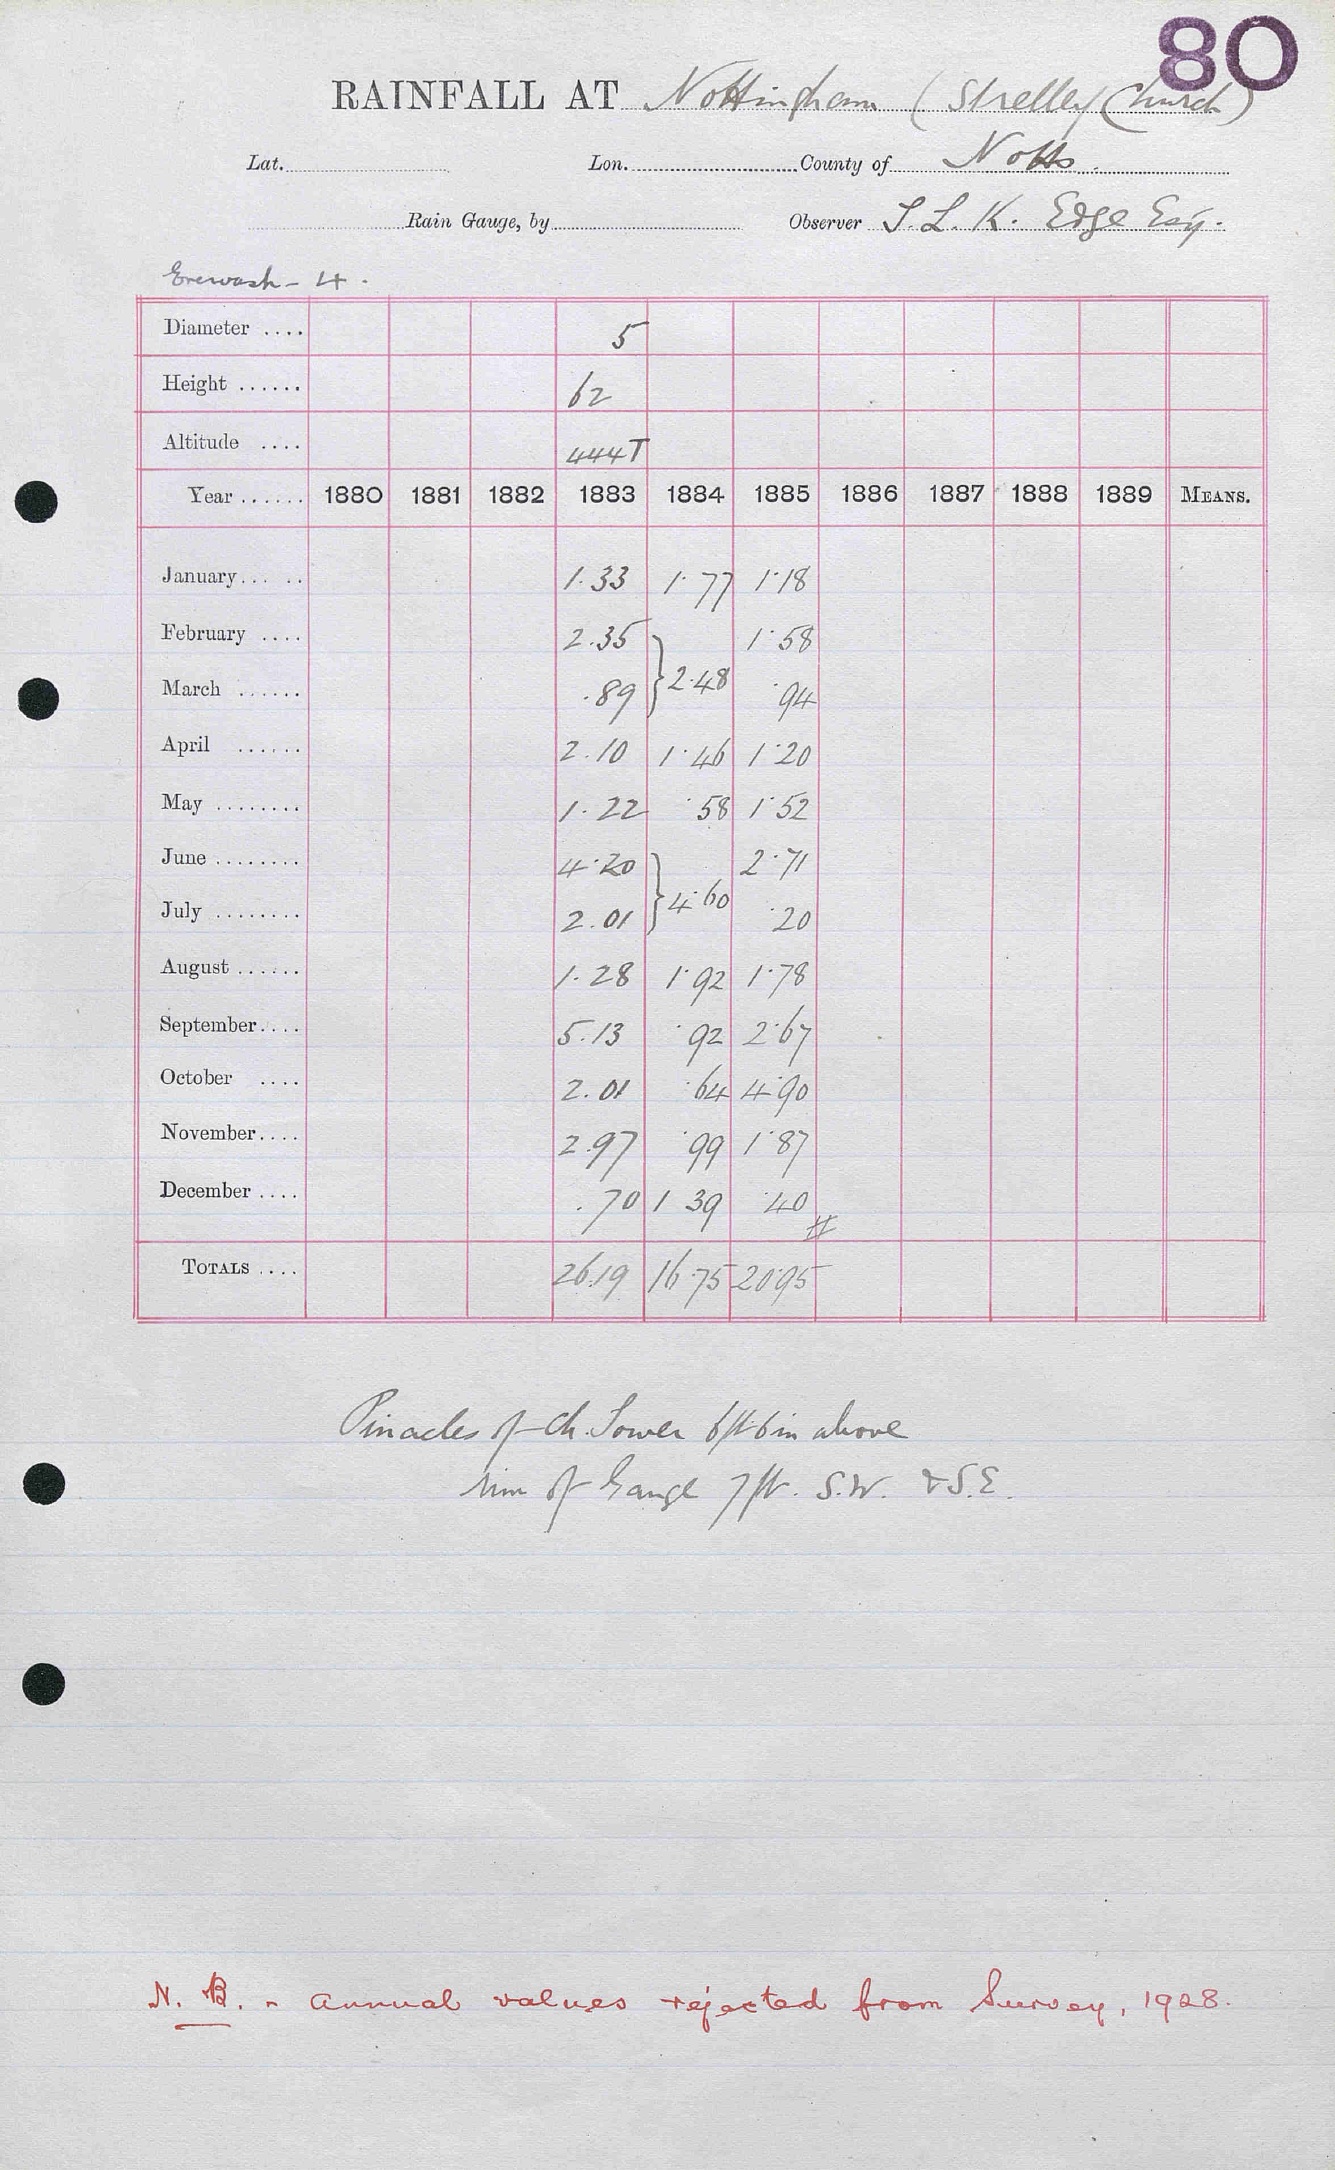 80
RAINFALL AT Nottingham (Strelley Church)
Lat. Lon. County of Notts.
Rain Gauge, by Observer T. L. K. Edge Esq.
Erewash - 4.
Diameter .... 5
Height ...... 62
Altitude .... 444T
Year ...... 1880 1881 1882 1883 1884 1885 1886 1887 1888 1889 MEANS.
January... .. 1.33 1.77 1.18
February .... 2.35 1.58
} 2.48
March ...... .89 .94
April ...... 2.10 1.46 1.20
May ........ 1.22 .58 1.52
June ........ 4.20 2.71
} 4.60
July ........ 2.01 .20
August ...... 1.28 1.92 1.78
September.... 5.13 .92 2.67
October .... 2.01 .64 4.90
November.... 2.97 .99 1.87
December .... .70 1 39 .40
#
TOTALS .... 26.19 16.75 20.95
Pinacles of Ch. Tower 6ft 6in above
rim of Gauge 7ft. S.W. & S.E.
N. B. - annual values rejected from Survey, 1928.